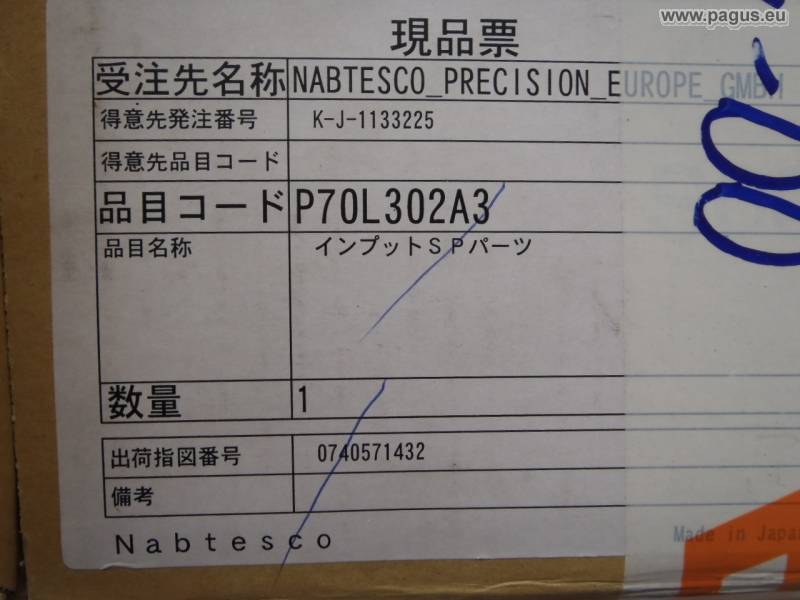 www.pagus.eu
現品票
受注先名称 NABTESCO_PRECISION_EUROPE_GMBH
得意先発注番号 K-J-1133225
得意先品目コード
品目コード P70L302A3
品目名称 インプットSPパーツ
数量 1
出荷指図番号 0740571432
備考
Nabtesco
Made in Japan